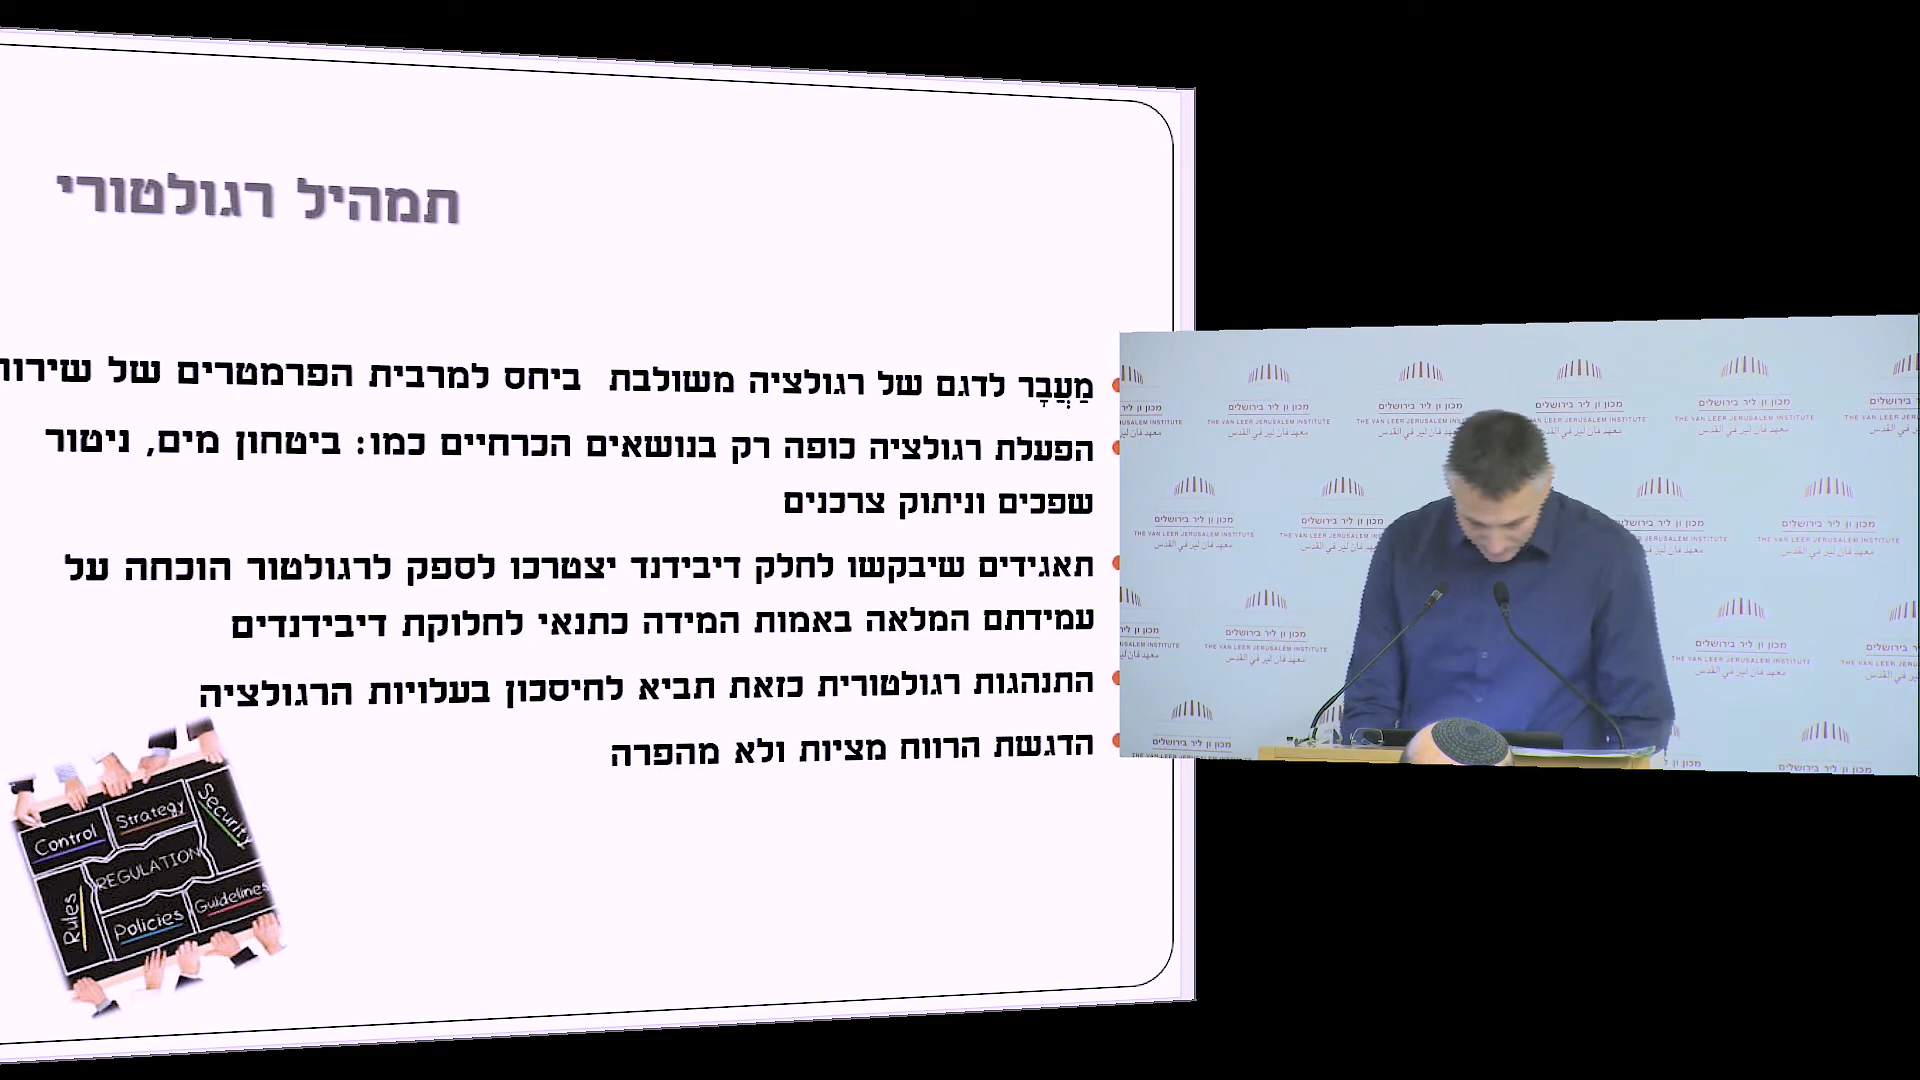 תמהיל רגולטורי
מַעֲבָר לדגם של רגולציה משולבת ביחס למרבית הפרמטרים של
הפעלת רגולציה כופה רק בנושאים הכרחיים כמו: ביטחון מים, ניטור
שפכים וניתוק צרכנים
תאגידים שיבקשו לחלק דיבידנד יצטרכו לספק לרגולטור הוכחה על
עמידתם המלאה באמות המידה כתנאי לחלוקת דיבידנדים
התנהגות רגולטורית כזאת תביא לחיסכון בעלויות הרגולציה
הדגשת הרווח מציות ולא מהפרה
Control
Strategy
Security
REGULATION
Rules
Policies
Guidelines
מכון ון ליר בירושלים
THE VAN LEER JERUSALEM INSTITUTE
معهد فان لير في القدس